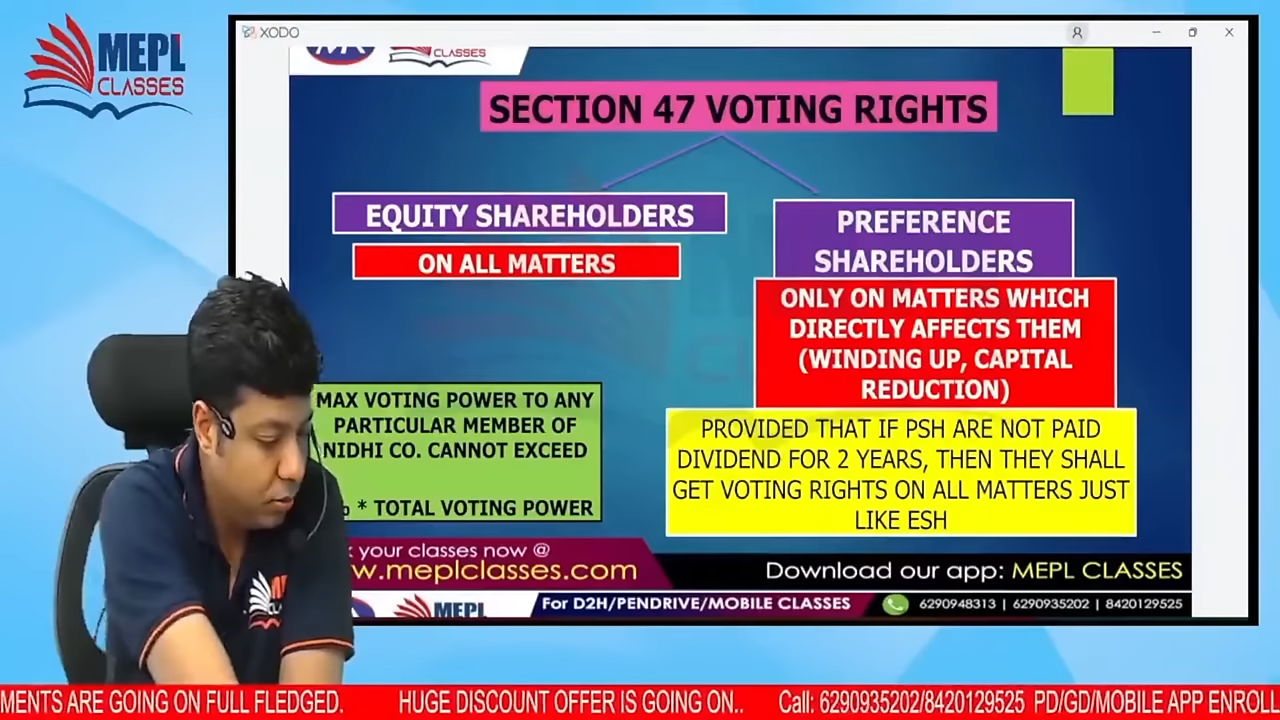 MEPL
CLASSES
XODO
CLASSES
SECTION 47 VOTING RIGHTS
EQUITY SHAREHOLDERS
ON ALL MATTERS
PREFERENCE
SHAREHOLDERS
ONLY ON MATTERS WHICH
DIRECTLY AFFECTS THEM
(WINDING UP, CAPITAL
REDUCTION)
MAX VOTING POWER TO ANY
PARTICULAR MEMBER OF
NIDHI CO. CANNOT EXCEED
* TOTAL VOTING POWER
PROVIDED THAT IF PSH ARE NOT PAID
DIVIDEND FOR 2 YEARS, THEN THEY SHALL
GET VOTING RIGHTS ON ALL MATTERS JUST
LIKE ESH
your classes now @
w.meplclasses.com
Download our app: MEPL CLASSES
MEPL
For D2H/PENDRIVE/MOBILE CLASSES
6290948313 | 6290935202 | 8420129525
MENTS ARE GOING ON FULL FLEDGED. HUGE DISCOUNT OFFER IS GOING ON.. Call: 6290935202/8420129525 PD/GD/MOBILE APP ENROLL